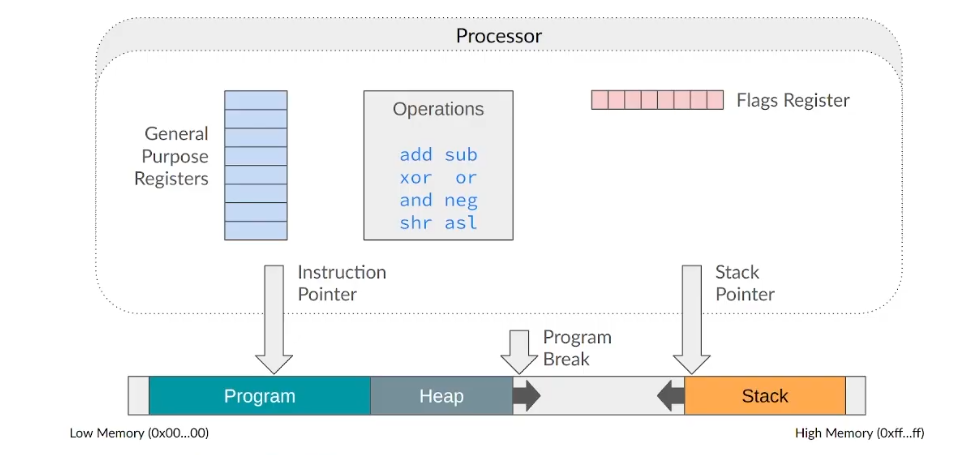 Processor
General
Purpose
Registers
Operations
add sub
xor or
and neg
shr asl
Flags Register
Instruction
Pointer
Stack
Pointer
Program
Break
Program
Heap
Stack
Low Memory (0x00...00)
High Memory (0xff...ff)